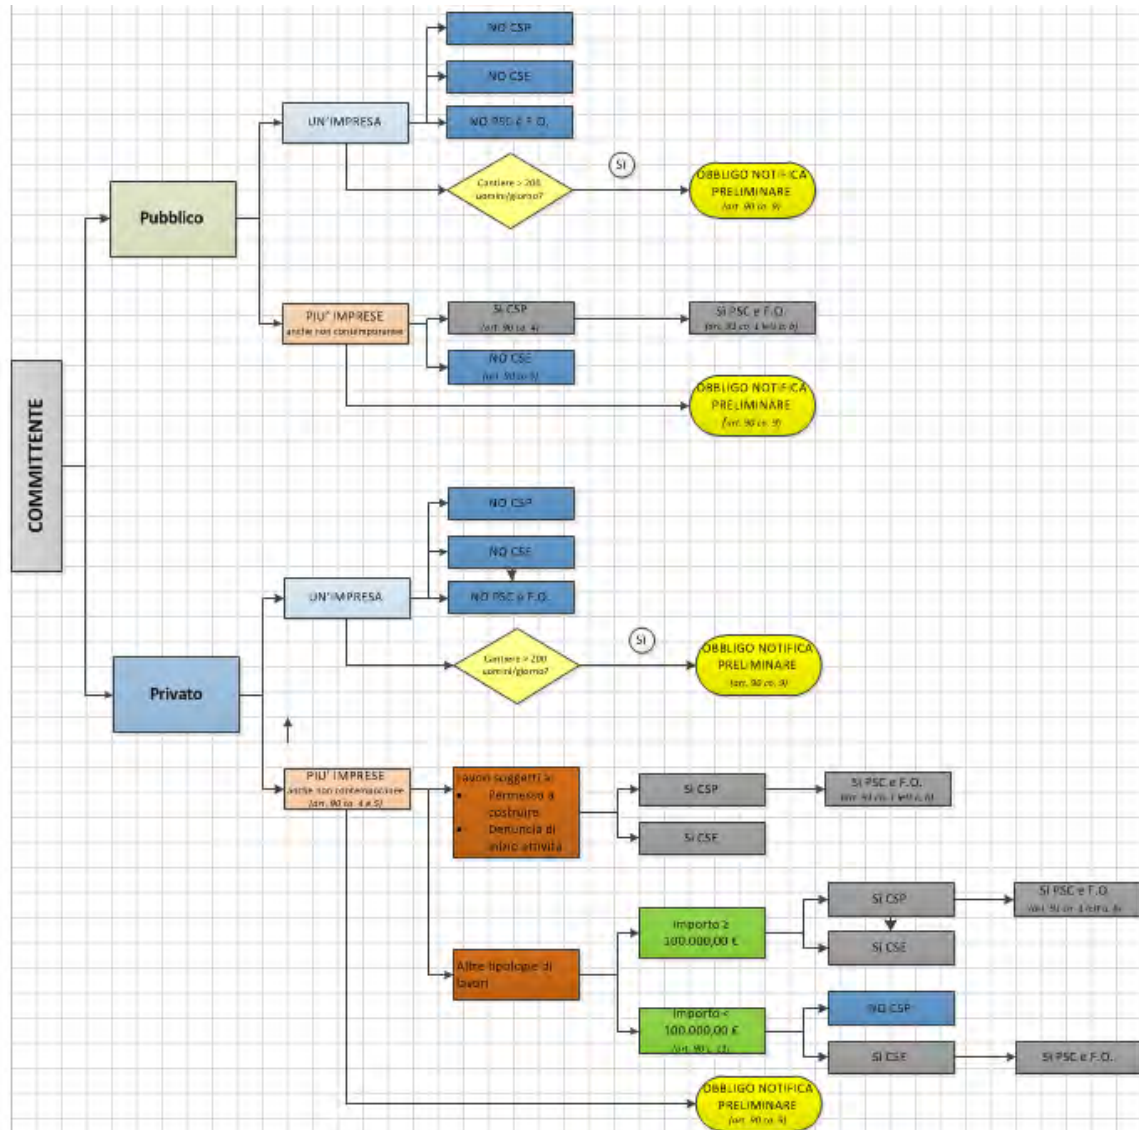 COMMITTENTE
Pubblico
UN'IMPRESA
NO CSP
NO CSE
NO PSC e F.O.
Cantiere > 200
uomini/giorno?
SI
OBBLIGO NOTIFICA
PRELIMINARE
(art. 90 co. 9)
PIU' IMPRESE
anche non contemporanee
SI CSP
(art. 90 co. 4)
SI PSC e F.O.
NO CSE
(art. 90 co 5)
OBBLIGO NOTIFICA
PRELIMINARE
(art. 90 co. 9)
Privato
UN'IMPRESA
NO CSP
NO CSE
NO PSC e F.O.
Cantiere > 200
uomini/giorno?
SI
OBBLIGO NOTIFICA
PRELIMINARE
(art. 90 co. 9)
PIU' IMPRESE
anche non contemporanee
(art. 90 co. 4 e 5)
Lavori soggetti a:
• Permesso a
costruire
• Denuncia di
inizio attività
SI CSP
SI PSC e F.O.
SI CSE
Altre tipologie di
lavori
Importo ≥
100.000,00 €
SI CSP
SI PSC e F.O.
SI CSE
Importo <
100.000,00 €
NO CSP
SI CSE
SI PSC e F.O.
OBBLIGO NOTIFICA
PRELIMINARE
(art. 90 co. 9)